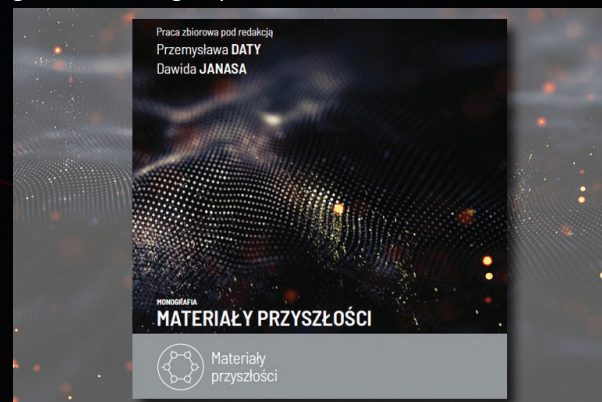 Praca zbiorowa pod redakcją
Przemysława DATY
Dawida JANASA
MONOGRAFIA
MATERIAŁY PRZYSZŁOŚCI
Materiały
przyszłości